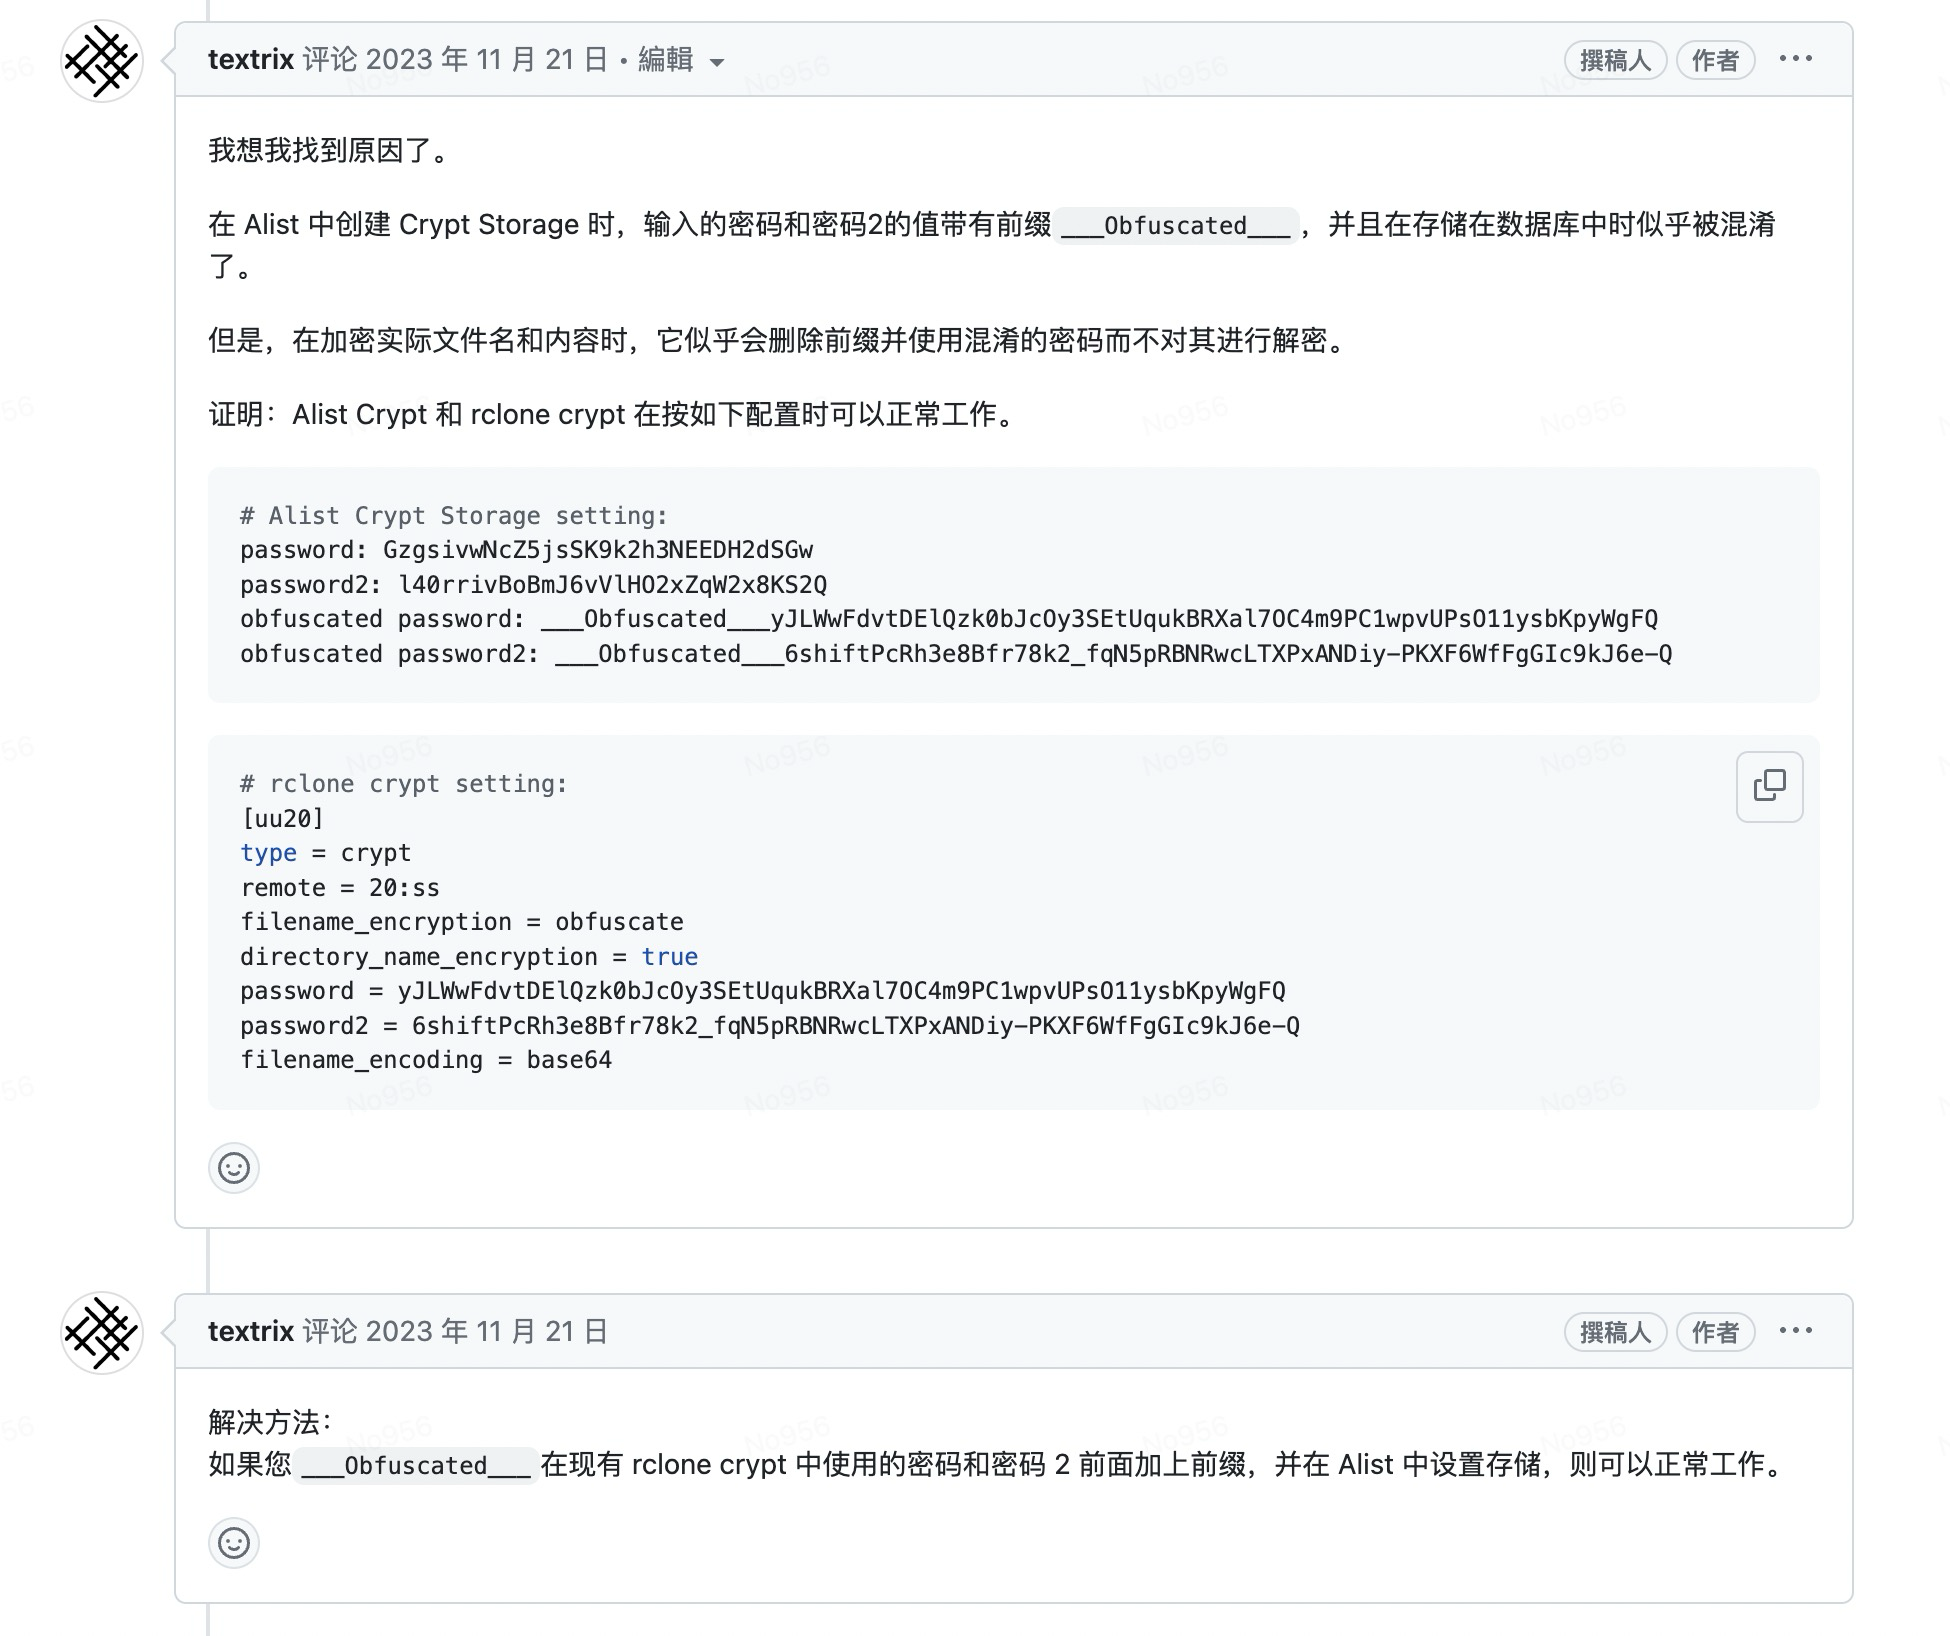 textrix 评论 2023 年 11 月 21 日 • 編輯
撰稿人 作者
我想我找到原因了。
在 Alist 中创建 Crypt Storage 时，输入的密码和密码2的值带有前缀 ___Obfuscated___ ，并且在存储在数据库中时似乎被混淆
了。
但是，在加密实际文件名和内容时，它似乎会删除前缀并使用混淆的密码而不对其进行解密。
证明：Alist Crypt 和 rclone crypt 在按如下配置时可以正常工作。
# Alist Crypt Storage setting:
password: GzgsivwNcZ5jsSK9k2h3NEEDH2dSGw
password2: l40rrivBoBmJ6vVlHO2xZqW2x8KS2Q
obfuscated password: ___Obfuscated___yJLWwFdvtDElQzk0bJcOy3SEtUqukBRXal7OC4m9PC1wpvUPsO11ysbKpyWgFQ
obfuscated password2: ___Obfuscated___6shiftPcRh3e8Bfr78k2_fqN5pRBNRwcLTXPxANDiy-PKXF6WfFgGIc9kJ6e-Q
# rclone crypt setting:
[uu20]
type = crypt
remote = 20:ss
filename_encryption = obfuscate
directory_name_encryption = true
password = yJLWwFdvtDElQzk0bJcOy3SEtUqukBRXal7OC4m9PC1wpvUPsO11ysbKpyWgFQ
password2 = 6shiftPcRh3e8Bfr78k2_fqN5pRBNRwcLTXPxANDiy-PKXF6WfFgGIc9kJ6e-Q
filename_encoding = base64
textrix 评论 2023 年 11 月 21 日
撰稿人 作者
解决方法：
如果您 ___Obfuscated___ 在现有 rclone crypt 中使用的密码和密码 2 前面加上前缀，并在 Alist 中设置存储，则可以正常工作。
No956